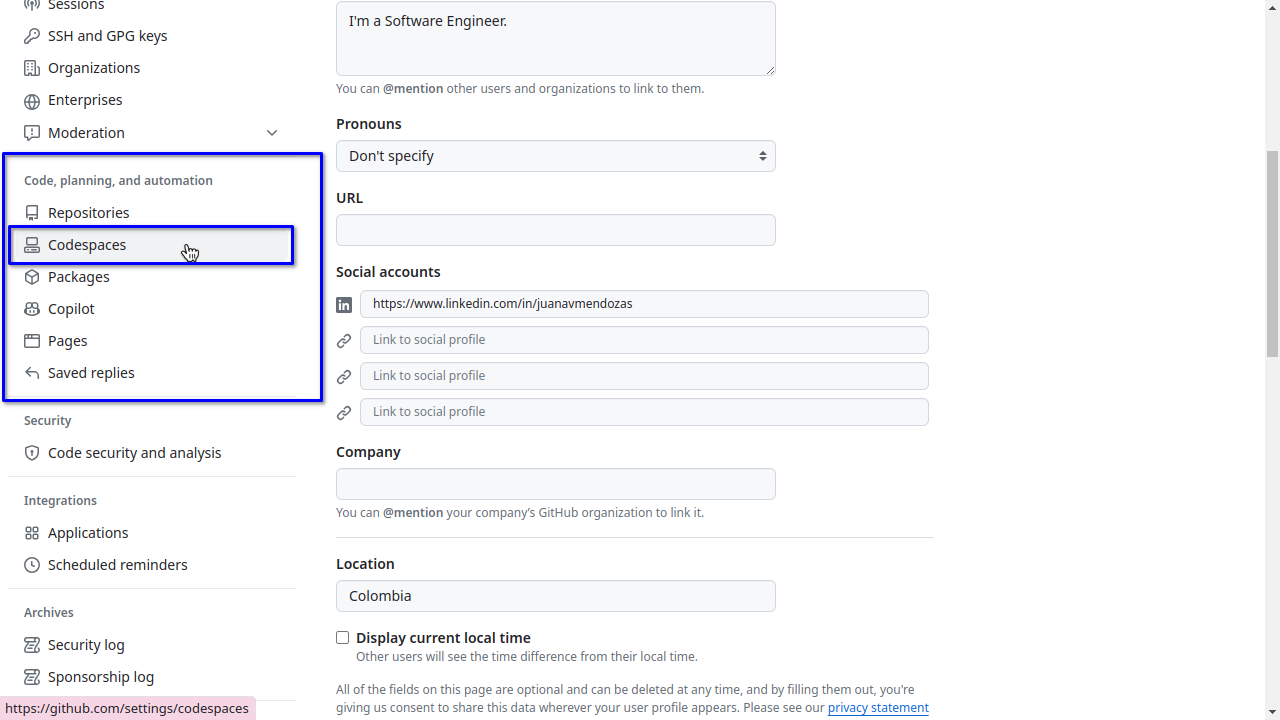 Sessions
SSH and GPG keys
Organizations
Enterprises
Moderation
Code, planning, and automation
Repositories
Codespaces
Packages
Copilot
Pages
Saved replies
Security
Code security and analysis
Integrations
Applications
Scheduled reminders
Archives
Security log
Sponsorship log
https://github.com/settings/codespaces
I'm a Software Engineer.
You can @mention other users and organizations to link to them.
Pronouns
Don't specify
URL
Social accounts
in
https://www.linkedin.com/in/juanavmendozas
Link to social profile
Link to social profile
Link to social profile
Company
You can @mention your company's GitHub organization to link it.
Location
Colombia
Display current local time
Other users will see the time difference from their local time.
All of the fields on this page are optional and can be deleted at any time, and by filling them out, you're
giving us consent to share this data wherever your user profile appears. Please see our privacy statement